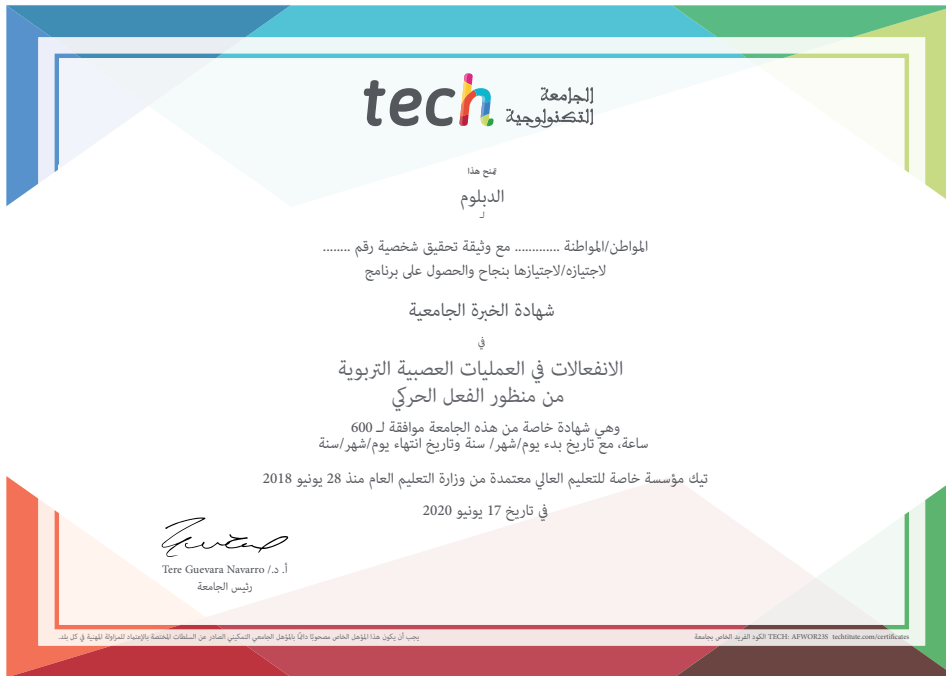 tech الجامعة
التكنولوجية
يمنح هذا
الدبلوم
لـ
المواطن/المواطنة ............. مع وثيقة تحقيق شخصية رقم ........
لاجتيازه/لاجتيازها بنجاح والحصول على برنامج
شهادة الخبرة الجامعية
في
الانفعالات في العمليات العصبية التربوية
من منظور الفعل الحركي
وهي شهادة خاصة من هذه الجامعة موافقة لـ 600
ساعة، مع تاريخ بدء يوم/شهر/ سنة وتاريخ انتهاء يوم/شهر/سنة
تيك مؤسسة خاصة للتعليم العالي معتمدة من وزارة التعليم العام منذ 28 يونيو 2018
في تاريخ 17 يونيو 2020
أ. د./ Tere Guevara Navarro
رئيس الجامعة
يجب أن يكون هذا المؤهل الخاص مصحوبًا دائمًا بالمؤهل الجامعي التمكيني الصادر عن السلطات المختصة بالإعتماد للمزاولة المهنية في كل بلد.
الكود الفريد الخاص بجامعة TECH: AFWOR23S techtitute.com/certificates